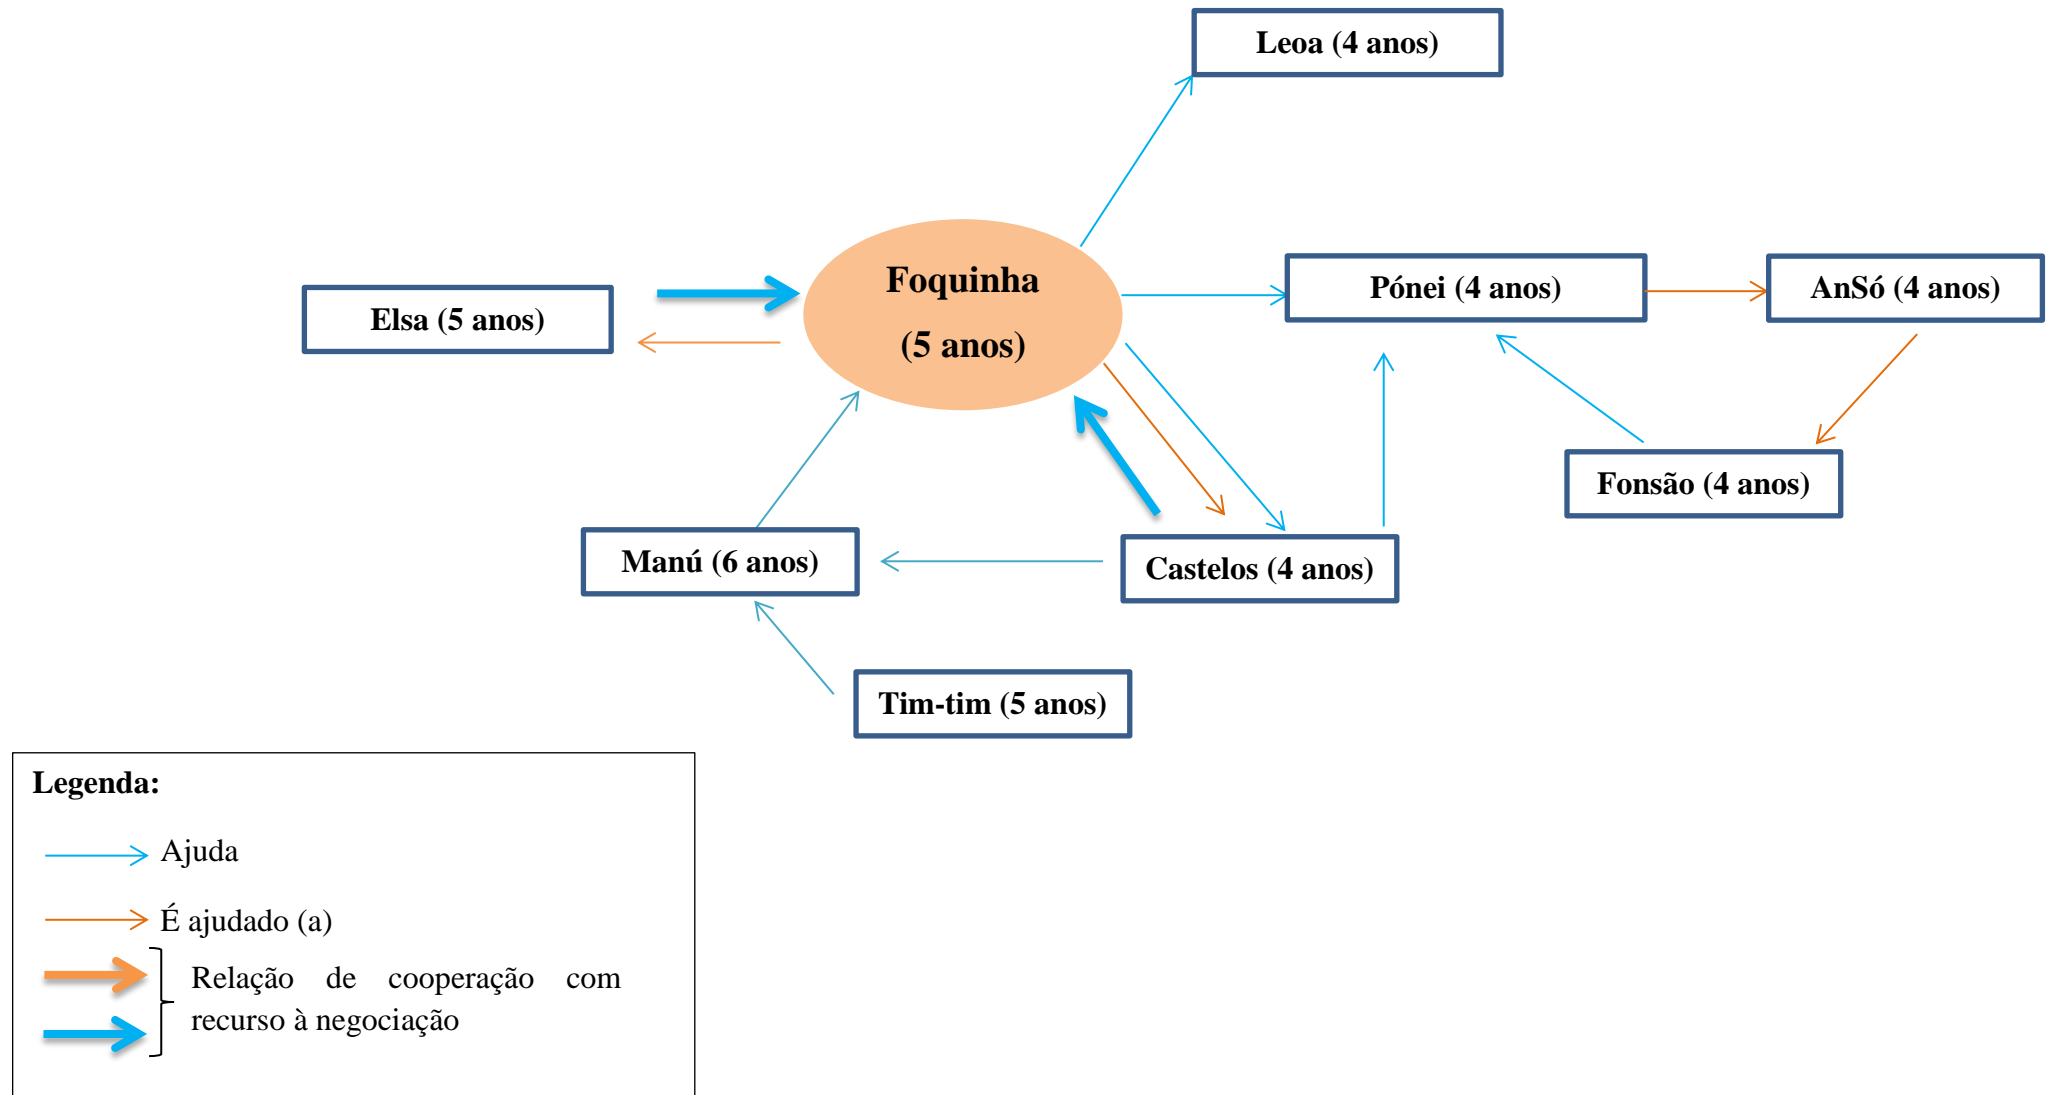 Leoa (4 anos)
Foquinha
(5 anos)
Pónei (4 anos)
AnSó (4 anos)
Elsa (5 anos)
Fonsão (4 anos)
Manú (6 anos)
Castelos (4 anos)
Tim-tim (5 anos)
Legenda:
Ajuda
É ajudado (a)
Relação de cooperação com
recurso à negociação